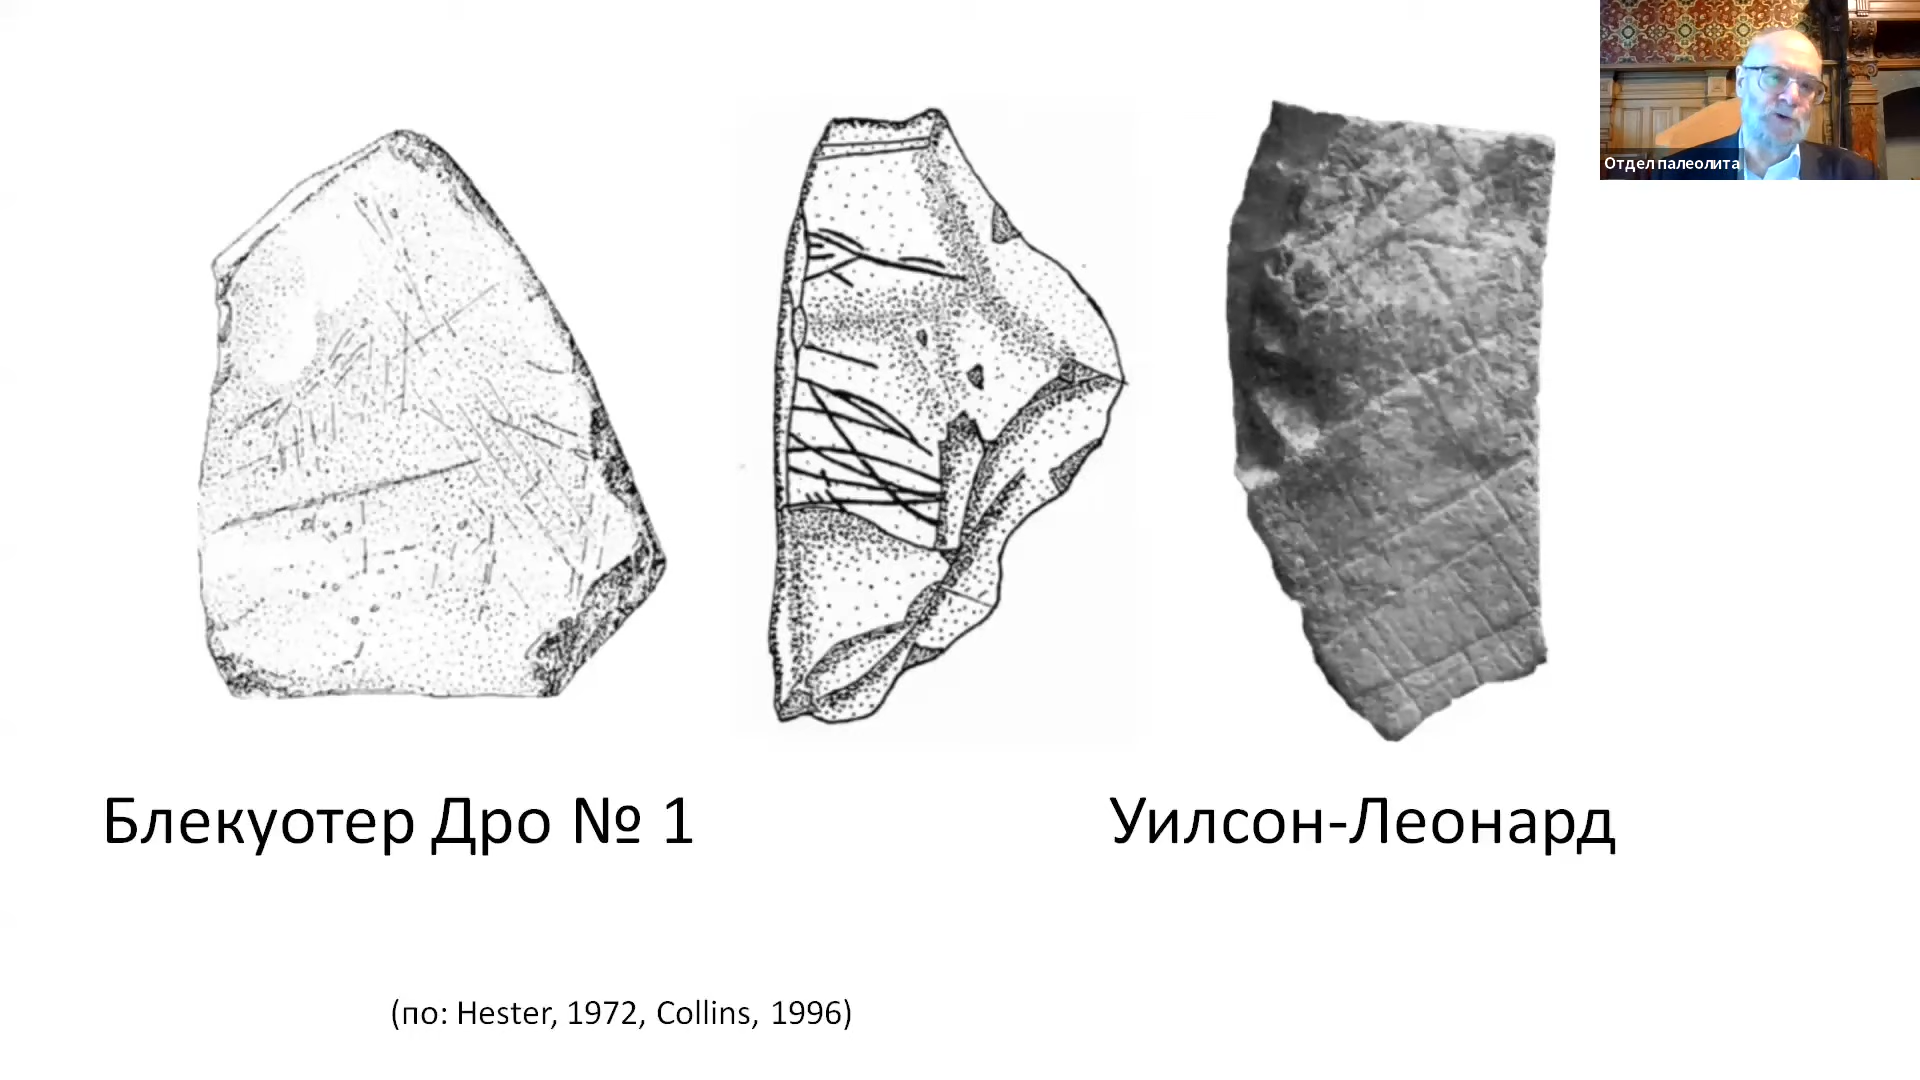 Отдел палеолита
Блекуотер Дро № 1
Уилсон-Леонард
(по: Hester, 1972, Collins, 1996)